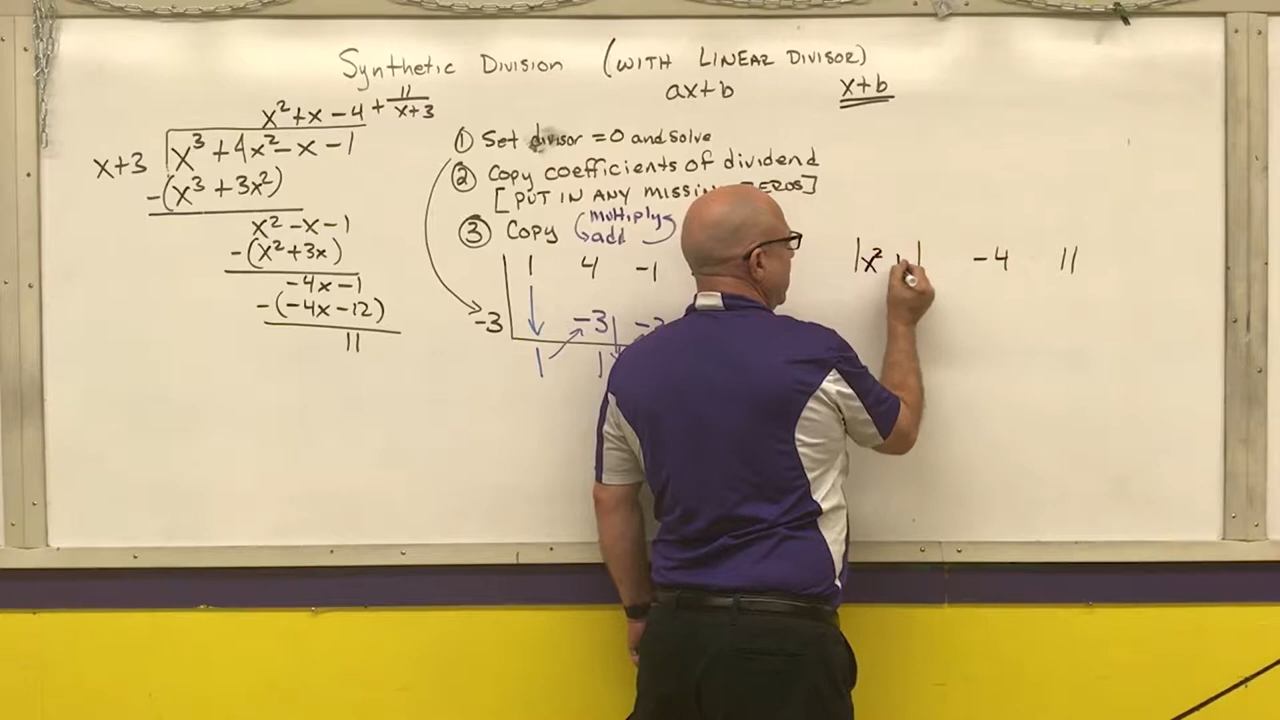 Synthetic Division (WITH LINEAR DIVISOR)
ax+b
x+b
x² + x - 4 + 11/(x+3)
x+3 x³ + 4x² - x - 1
-(x³ + 3x²)
x² - x - 1
-(x² + 3x)
-4x - 1
-(-4x - 12)
11
① Set divisor = 0 and solve
② Copy coefficients of dividend
[PUT IN ANY ZEROS]
③ Copy (multiply
add
1 4 -1
-3 -3
1 1
1x² 1 -4 11